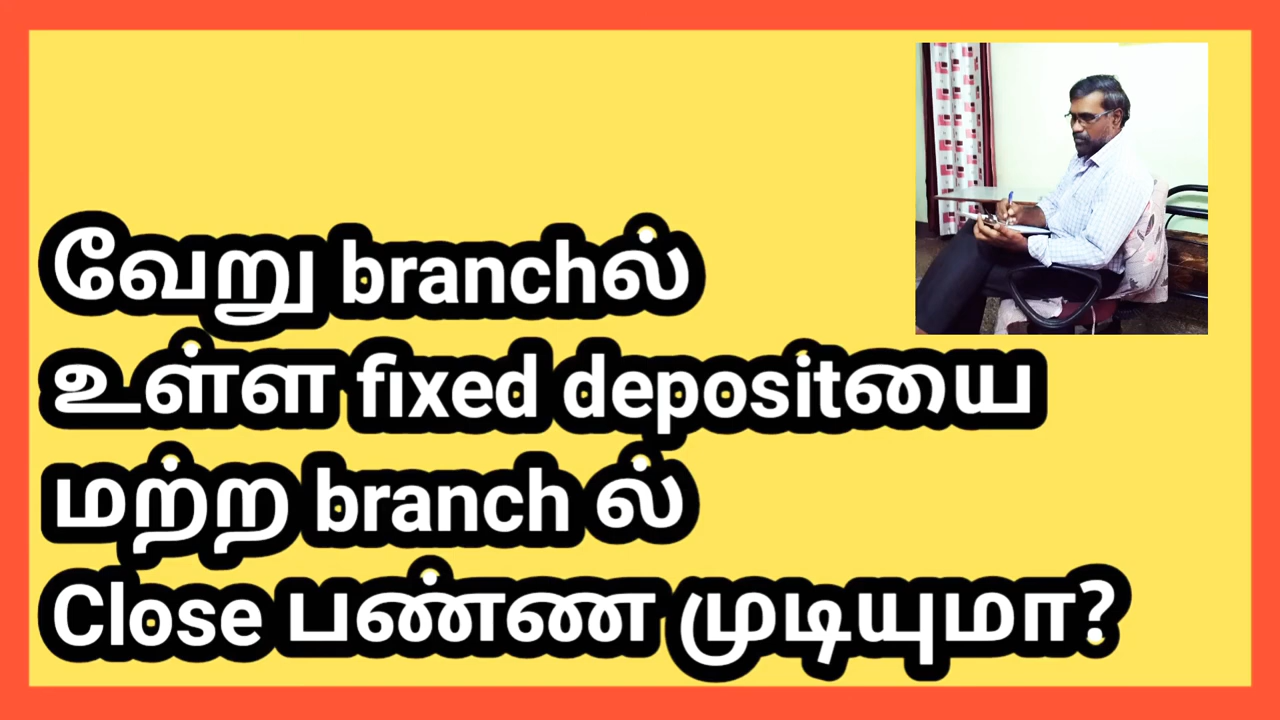 வேறு branchல்
உள்ள fixed depositயை
மற்ற branch ல்
Close பண்ண முடியுமா?